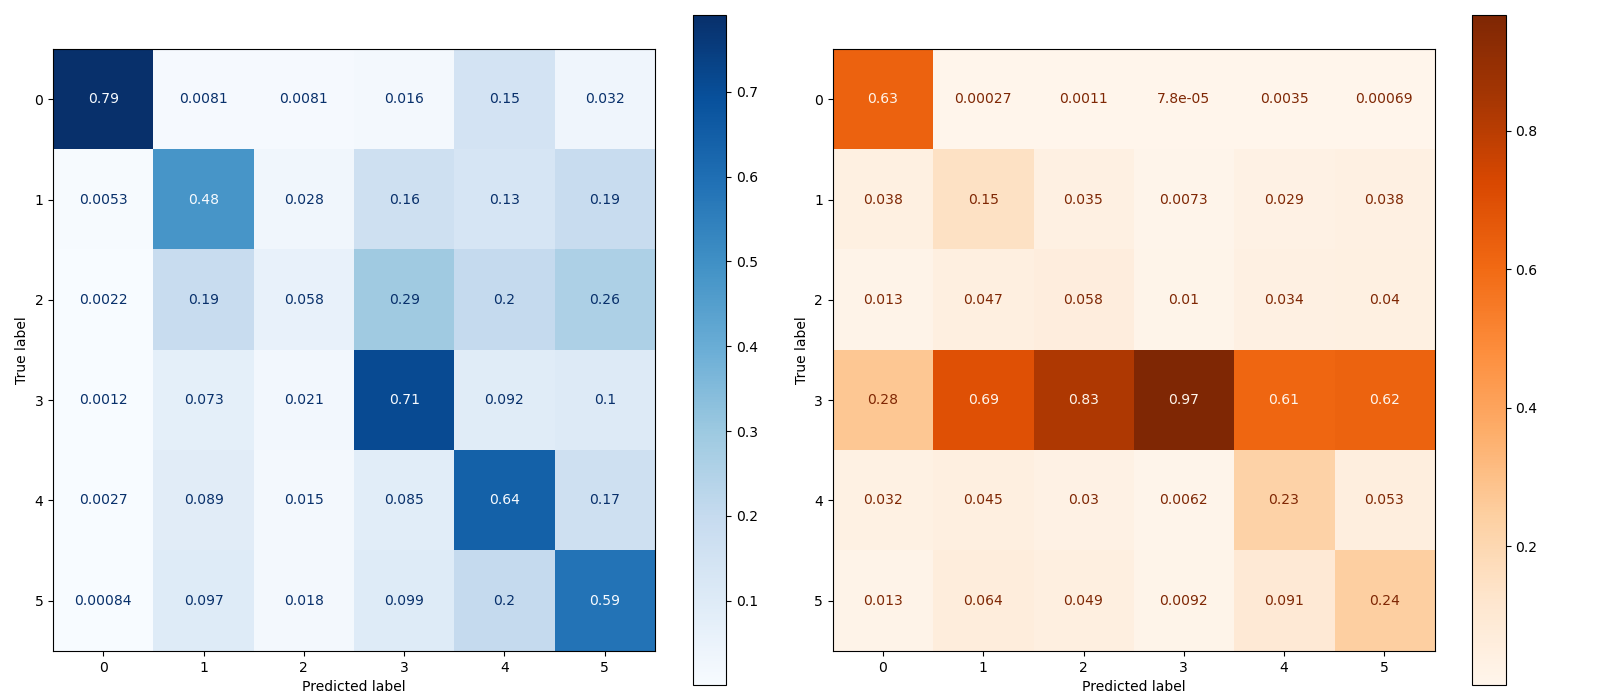 0 0.79 0.0081 0.0081 0.016 0.15 0.032
1 0.0053 0.48 0.028 0.16 0.13 0.19
2 0.0022 0.19 0.058 0.29 0.2 0.26
3 0.0012 0.073 0.021 0.71 0.092 0.1
4 0.0027 0.089 0.015 0.085 0.64 0.17
5 0.00084 0.097 0.018 0.099 0.2 0.59
0 1 2 3 4 5
True label
Predicted label
0.7
0.6
0.5
0.4
0.3
0.2
0.1
0 0.63 0.00027 0.0011 7.8e-05 0.0035 0.00069
1 0.038 0.15 0.035 0.0073 0.029 0.038
2 0.013 0.047 0.058 0.01 0.034 0.04
3 0.28 0.69 0.83 0.97 0.61 0.62
4 0.032 0.045 0.03 0.0062 0.23 0.053
5 0.013 0.064 0.049 0.0092 0.091 0.24
0 1 2 3 4 5
True label
Predicted label
0.8
0.6
0.4
0.2